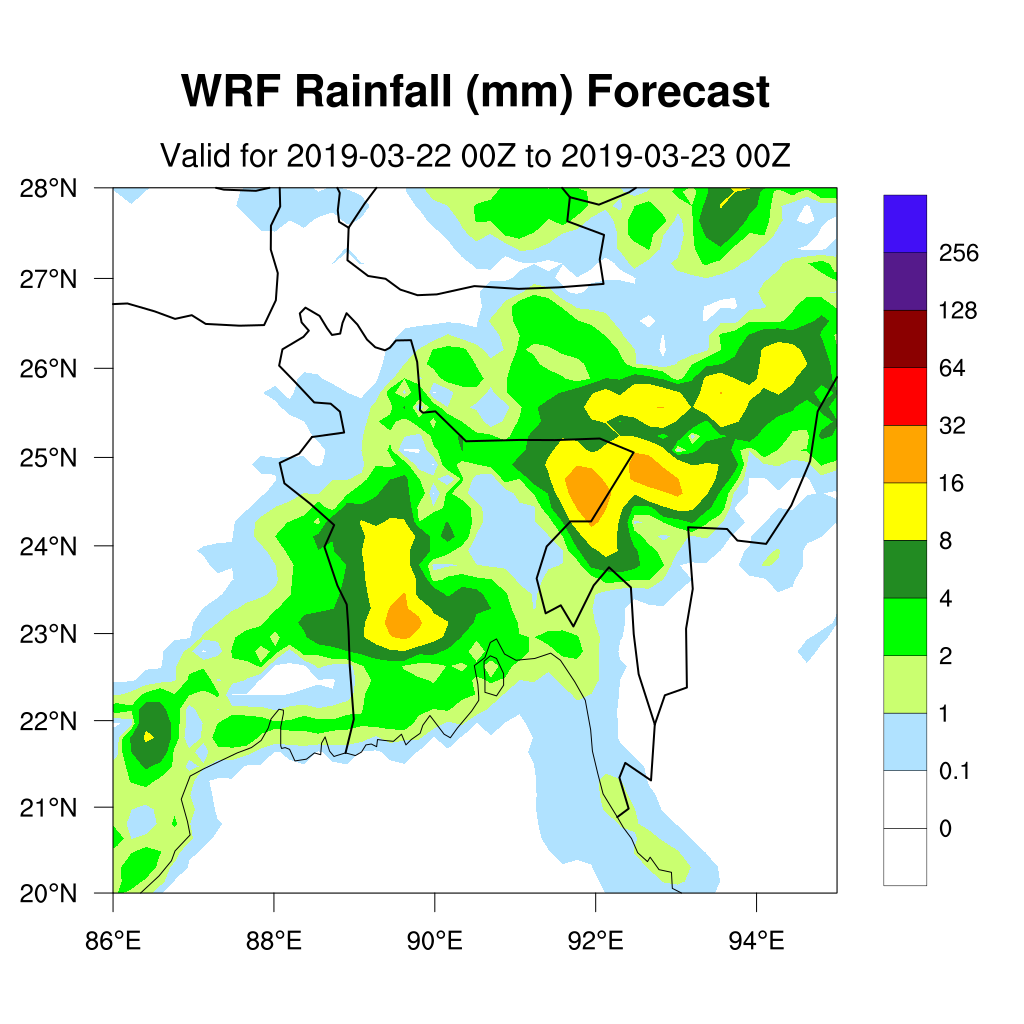 WRF Rainfall (mm) Forecast
Valid for 2019-03-22 00Z to 2019-03-23 00Z
28°N
27°N
26°N
25°N
24°N
23°N
22°N
21°N
20°N
86°E
88°E
90°E
92°E
94°E
256
128
64
32
16
8
4
2
1
0.1
0